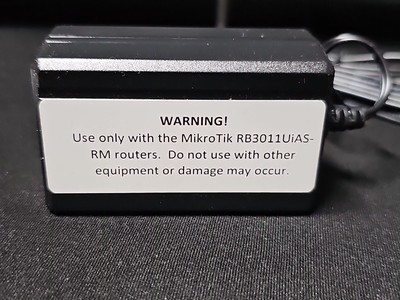 WARNING!
Use only with the MikroTik RB3011UiAS-
RM routers.  Do not use with other
equipment or damage may occur.